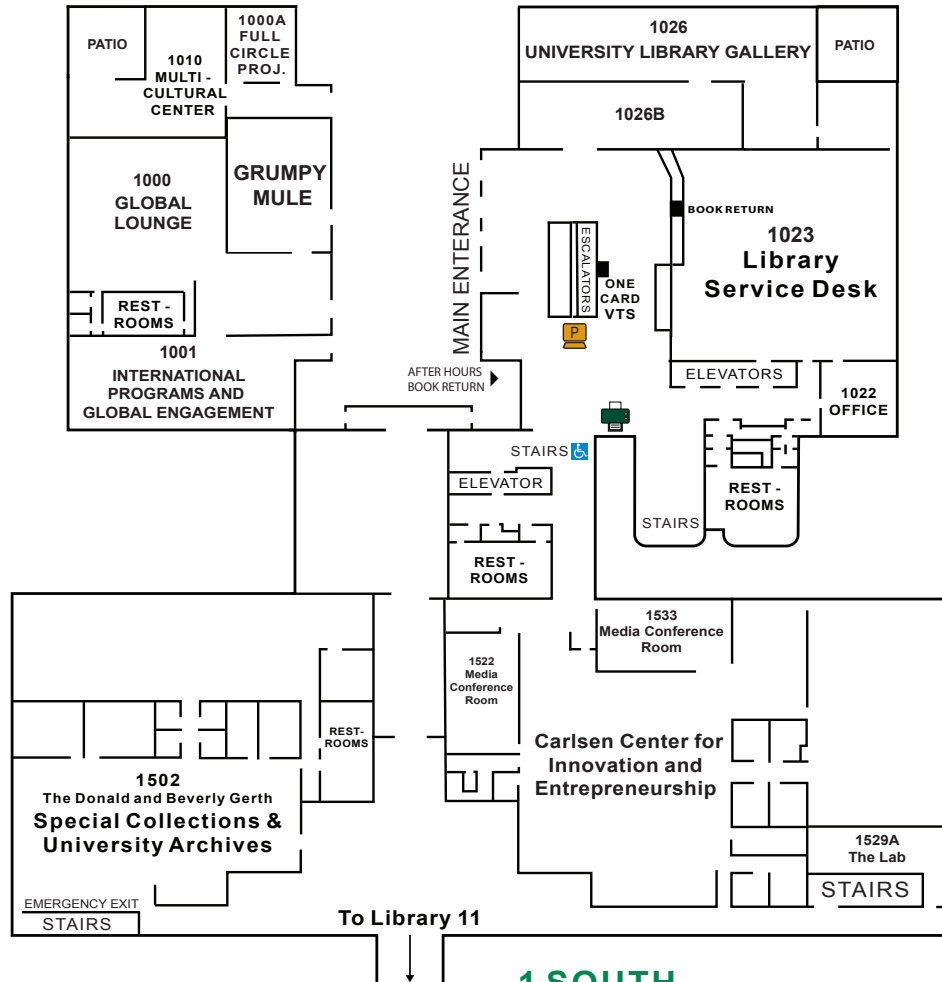 1000A
FULL
CIRCLE
PROJ.
PATIO
1010
MULTI -
CULTURAL
CENTER
1026
UNIVERSITY LIBRARY GALLERY
PATIO
1026B
GRUMPY
MULE
1000
GLOBAL
LOUNGE
MAIN ENTERANCE
ESCALATORS
BOOK RETURN
1023
Library
Service Desk
ONE
CARD
VTS
P
REST -
ROOMS
1001
INTERNATIONAL
PROGRAMS AND
GLOBAL ENGAGEMENT
AFTER HOURS
BOOK RETURN
ELEVATORS
1022
OFFICE
STAIRS
ELEVATOR
REST -
ROOMS
STAIRS
REST -
ROOMS
1533
Media Conference
Room
1522
Media
Conference
Room
REST-
ROOMS
Carlsen Center for
Innovation and
Entrepreneurship
1502
The Donald and Beverly Gerth
Special Collections &
University Archives
1529A
The Lab
STAIRS
EMERGENCY EXIT
STAIRS
To Library 11
1 SOUTH